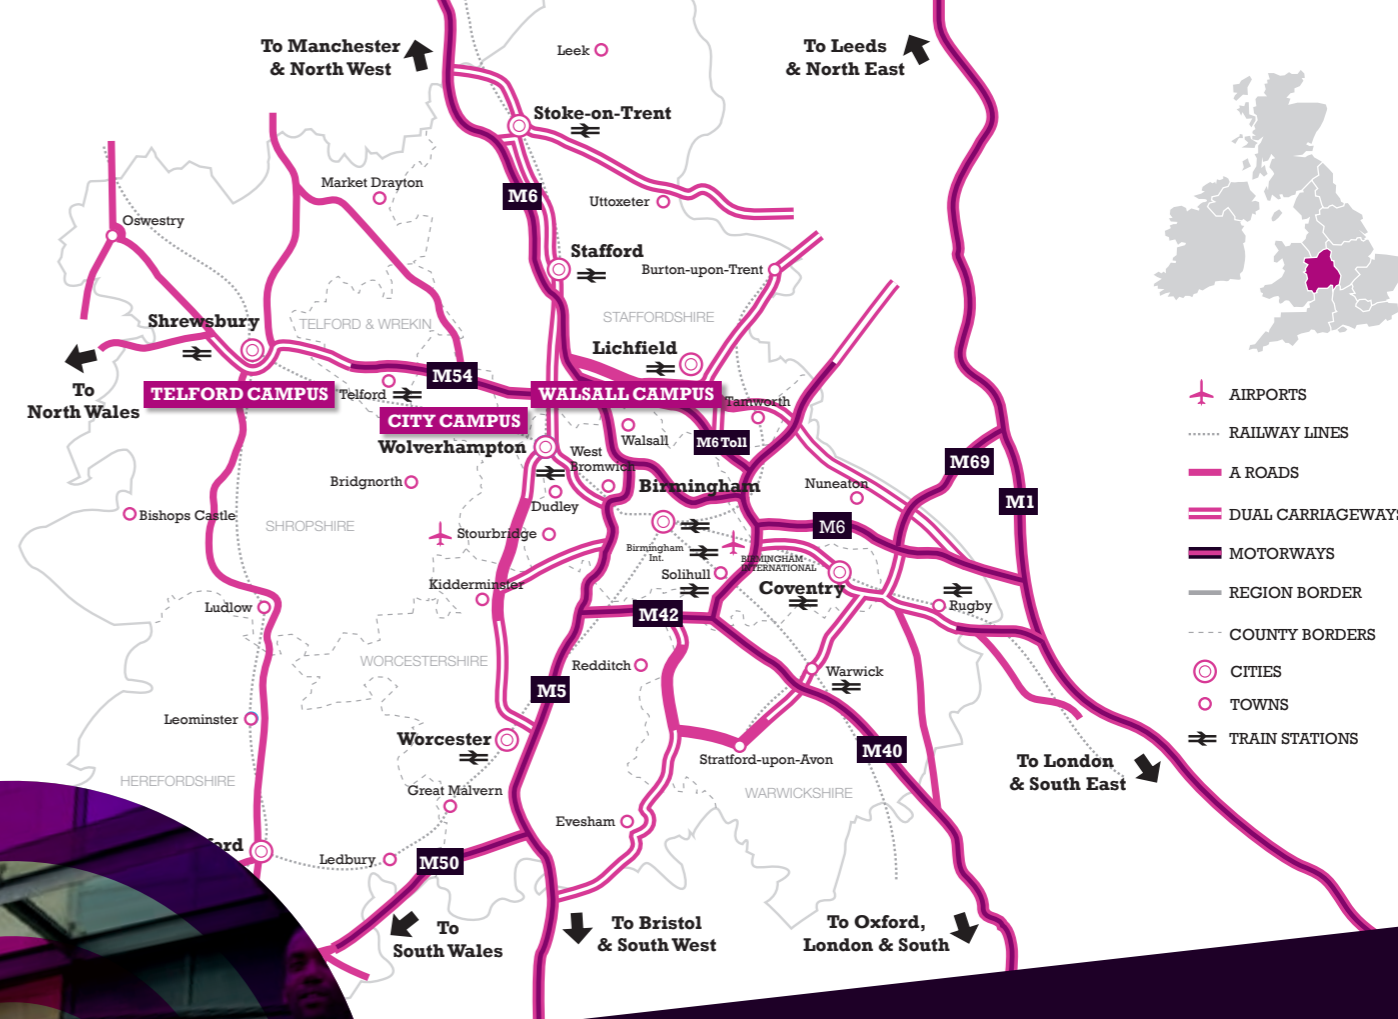 To Manchester
& North West
Leek
To Leeds
& North East
Stoke-on-Trent
Market Drayton
M6
Uttoxeter
Oswestry
Stafford
Burton-upon-Trent
Shrewsbury
TELFORD & WREKIN
STAFFORDSHIRE
Lichfield
To
North Wales
TELFORD CAMPUS
Telford
M54
WALSALL CAMPUS
Tamworth
CITY CAMPUS
Walsall
M6 Toll
Wolverhampton
West
Bromwich
M69
Bridgnorth
Birmingham
Nuneaton
M1
Dudley
Bishops Castle
SHROPSHIRE
Stourbridge
M6
Birmingham
Int.
BIRMINGHAM
INTERNATIONAL
Solihull
Coventry
Kidderminster
Ludlow
M42
Rugby
WORCESTERSHIRE
Redditch
Warwick
M5
Leominster
Worcester
Stratford-upon-Avon
M40
To London
& South East
HEREFORDSHIRE
Great Malvern
WARWICKSHIRE
Evesham
ford
Ledbury
M50
To
South Wales
To Bristol
& South West
To Oxford,
London & South
AIRPORTS
RAILWAY LINES
A ROADS
DUAL CARRIAGEWAYS
MOTORWAYS
REGION BORDER
COUNTY BORDERS
CITIES
TOWNS
TRAIN STATIONS